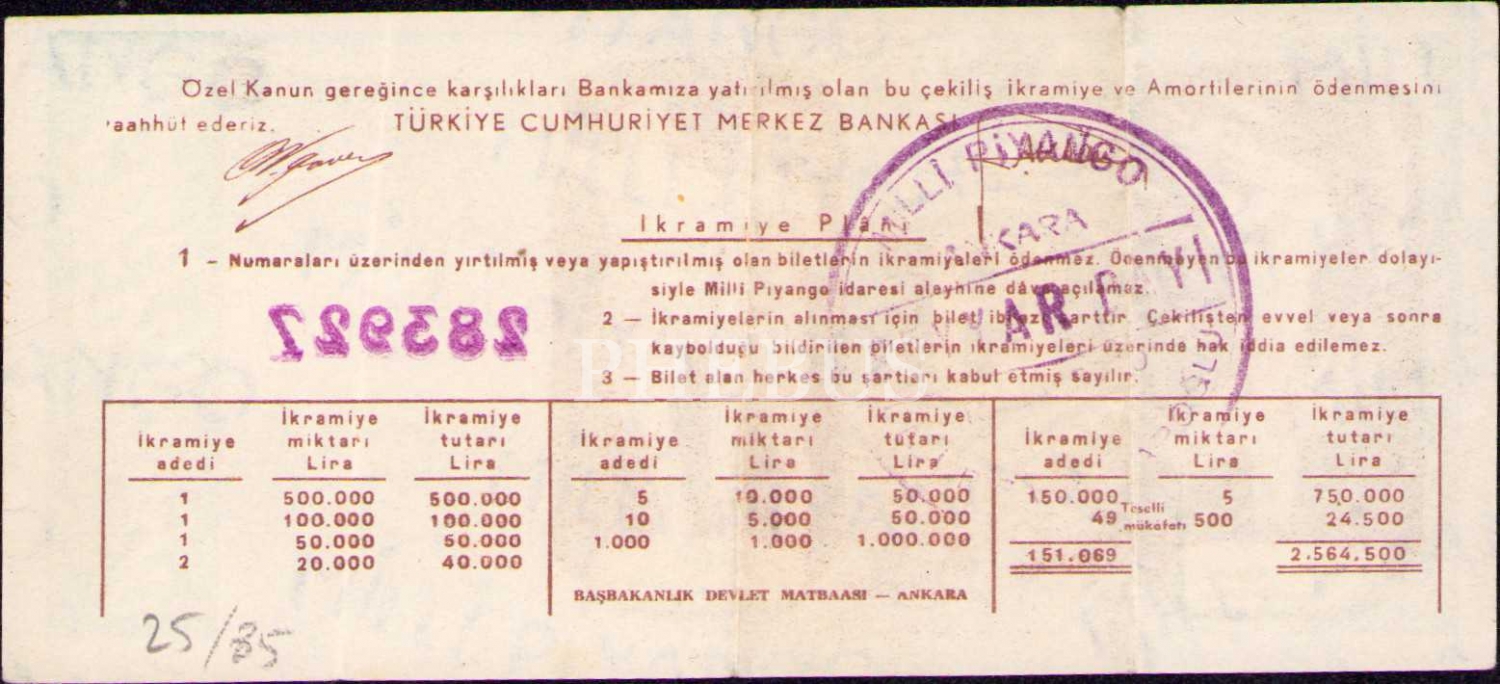 Özel Kanun gereğince karşılıkları Bankamıza yatırılmış olan bu çekiliş ikramiye ve Amortilerinin ödenmesini
taahhüt ederiz. TÜRKİYE CUMHURİYET MERKEZ BANKASI
MİLLİ PİYANGO
ANKARA
İkramiye Planı
1 – Numaraları üzerinden yırtılmış veya yapıştırılmış olan biletlerin ikramiyeleri ödenmez. Ödenmeyen bu ikramiyeler dolayı-
siyle Milli Piyango idaresi aleyhine dâva açılamaz.
2 — İkramiyelerin alınması için bilet ibrazı şarttır. Çekilişten evvel veya sonra
kaybolduğu bildirilen biletlerin ikramiyeleri üzerinde hak iddia edilemez.
3 — Bilet alan herkes bu şartları kabul etmiş sayılır.
283927
PHEBUS
İkramiye adedi İkramiye miktarı Lira İkramiye tutarı Lira
1 500.000 500.000
1 100.000 100.000
1 50.000 50.000
2 20.000 40.000
İkramiye adedi İkramiye miktarı Lira İkramiye tutarı Lira
5 10.000 50.000
10 5.000 50.000
1.000 1.000 1.000.000
BAŞBAKANLIK DEVLET MATBAASI — ANKARA
İkramiye adedi İkramiye miktarı Lira İkramiye tutarı Lira
150.000 5 750.000
49 Teselli mükâfatı 500 24.500
151.069 2.564.500
25/85